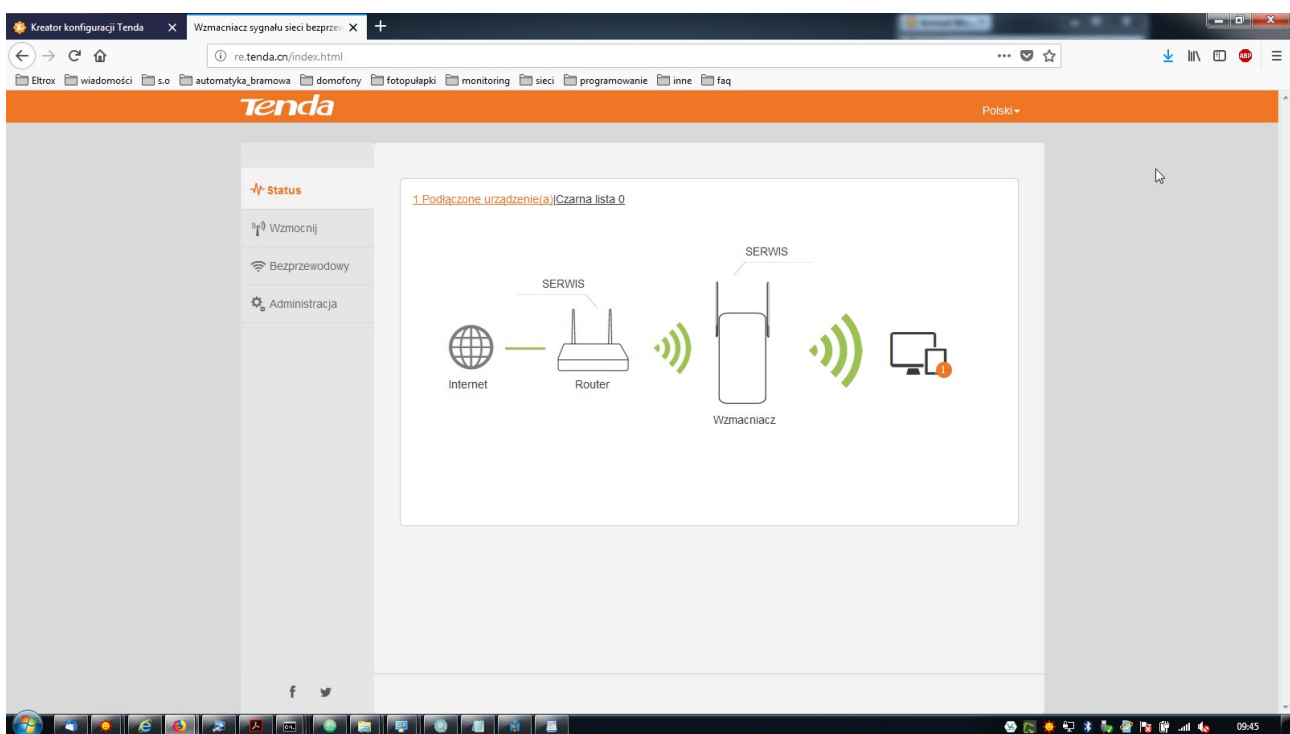 Kreator konfiguracji Tenda
Wzmacniacz sygnału sieci bezprzew
re.tenda.cn/index.html
Eltrox wiadomości s.o automatyka_bramowa domofony fotopułapki monitoring sieci programowanie inne faq
ABP
Tenda
Polski
Status
Wzmocnij
Bezprzewodowy
Administracja
1 Podłączone urządzenie(a)|Czarna lista 0
SERWIS
SERWIS
Internet
Router
1
Wzmacniacz
09:45